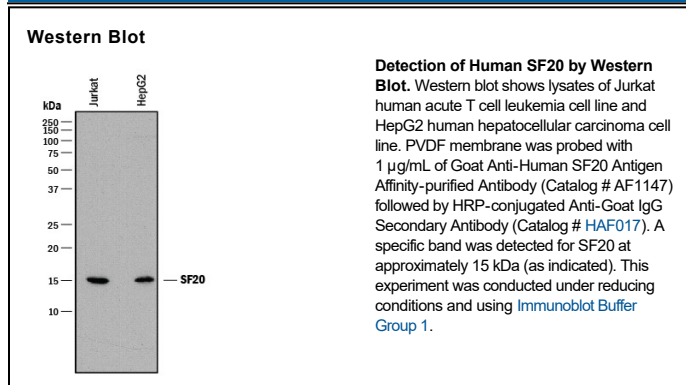 Western Blot
Jurkat
HepG2
kDa
250
150
100
75
50
37
25
20
15
10
SF20
Detection of Human SF20 by Western
Blot. Western blot shows lysates of Jurkat
human acute T cell leukemia cell line and
HepG2 human hepatocellular carcinoma cell
line. PVDF membrane was probed with
1 µg/mL of Goat Anti-Human SF20 Antigen
Affinity-purified Antibody (Catalog # AF1147)
followed by HRP-conjugated Anti-Goat IgG
Secondary Antibody (Catalog # HAF017). A
specific band was detected for SF20 at
approximately 15 kDa (as indicated). This
experiment was conducted under reducing
conditions and using Immunoblot Buffer
Group 1.